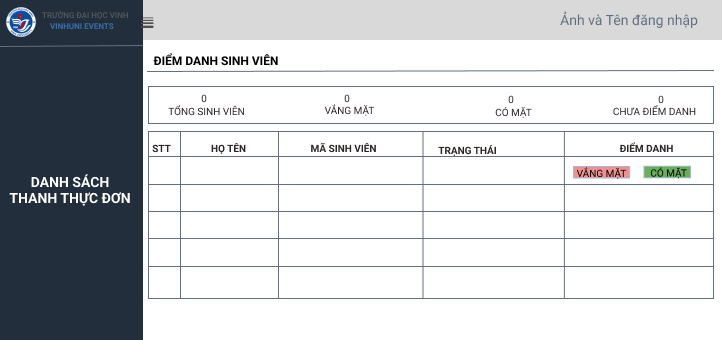 TRƯỜNG ĐẠI HỌC VINH
VINHUNI EVENTS
Ảnh và Tên đăng nhập
DANH SÁCH
THANH THỰC ĐƠN
ĐIỂM DANH SINH VIÊN
0 0 0 0
TỔNG SINH VIÊN VẮNG MẶT CÓ MẶT CHƯA ĐIỂM DANH
STT HỌ TÊN MÃ SINH VIÊN TRẠNG THÁI ĐIỂM DANH
VẮNG MẶT CÓ MẶT